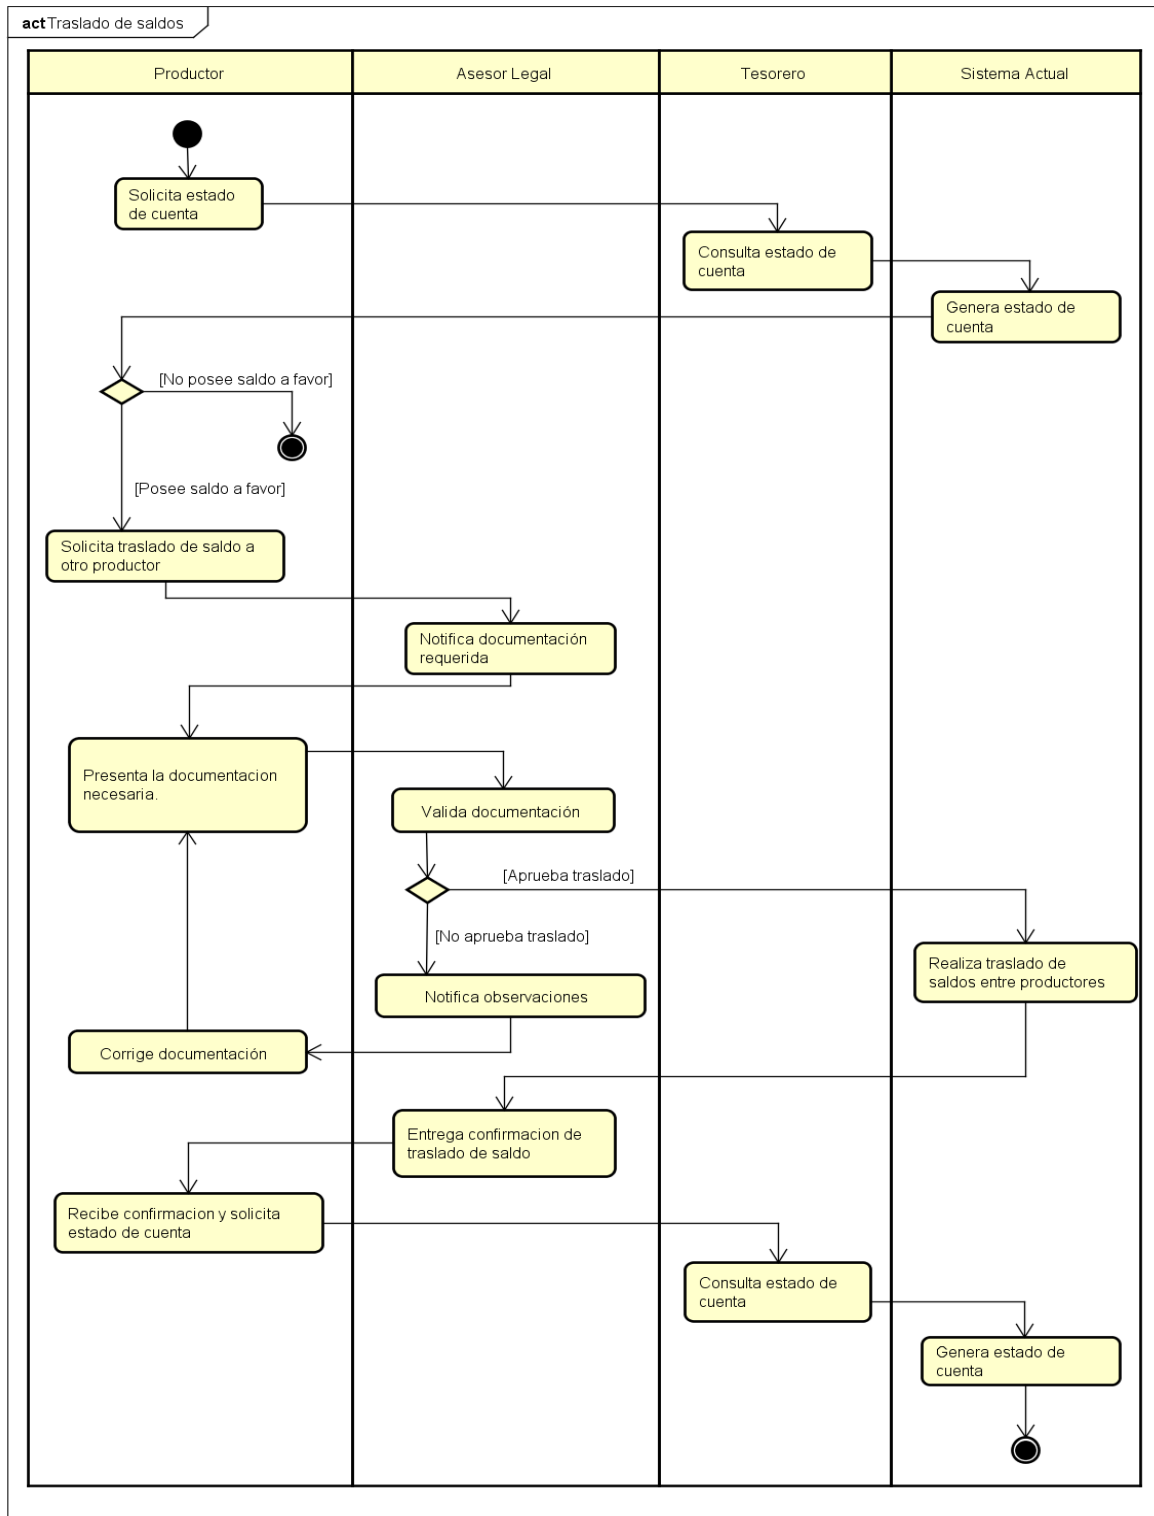 act Traslado de saldos
Productor
Asesor Legal
Tesorero
Sistema Actual
Solicita estado
de cuenta
Consulta estado de
cuenta
Genera estado de
cuenta
[No posee saldo a favor]
[Posee saldo a favor]
Solicita traslado de saldo a
otro productor
Notifica documentación
requerida
Presenta la documentacion
necesaria.
Valida documentación
[Aprueba traslado]
[No aprueba traslado]
Realiza traslado de
saldos entre productores
Notifica observaciones
Corrige documentación
Entrega confirmacion de
traslado de saldo
Recibe confirmacion y solicita
estado de cuenta
Consulta estado de
cuenta
Genera estado de
cuenta